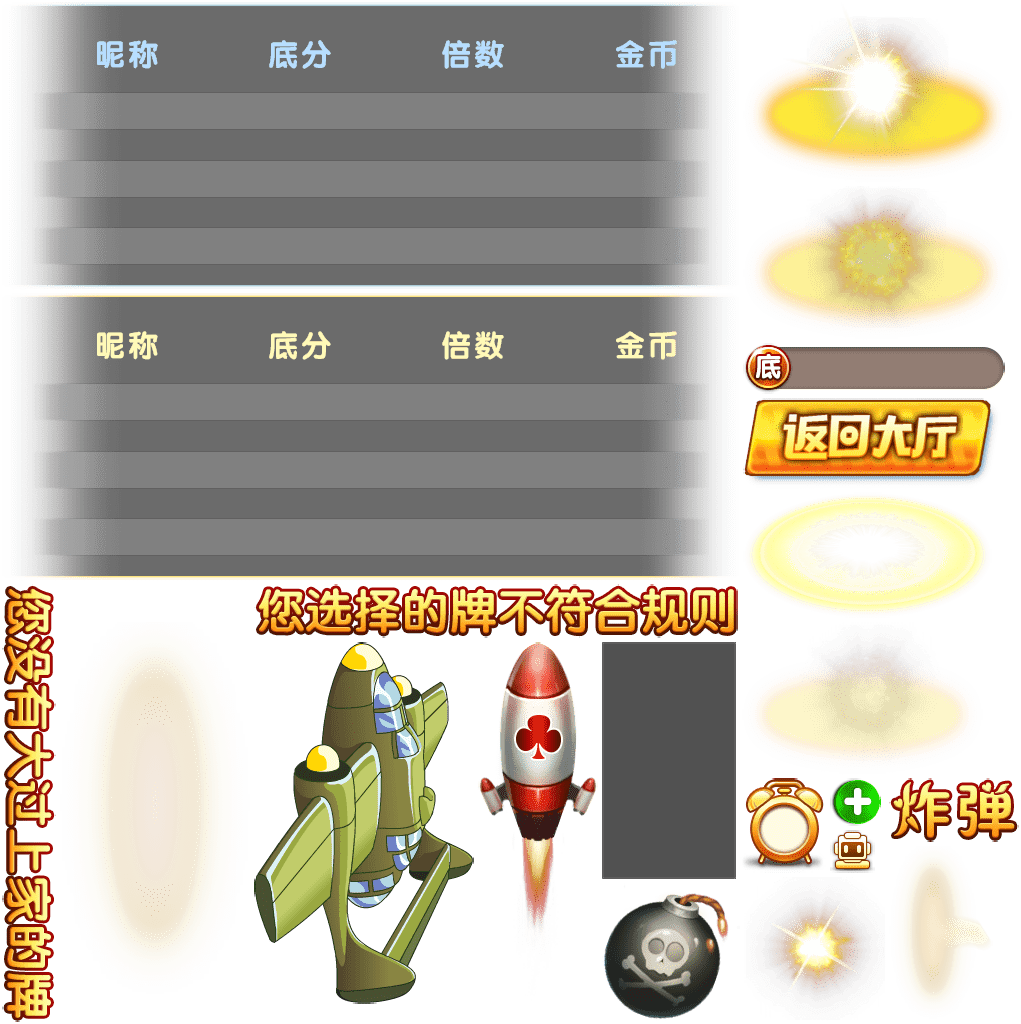 昵称 底分 倍数 金币
昵称 底分 倍数 金币
底
返回大厅
您选择的牌不符合规则
您没有大过上家的牌
炸弹